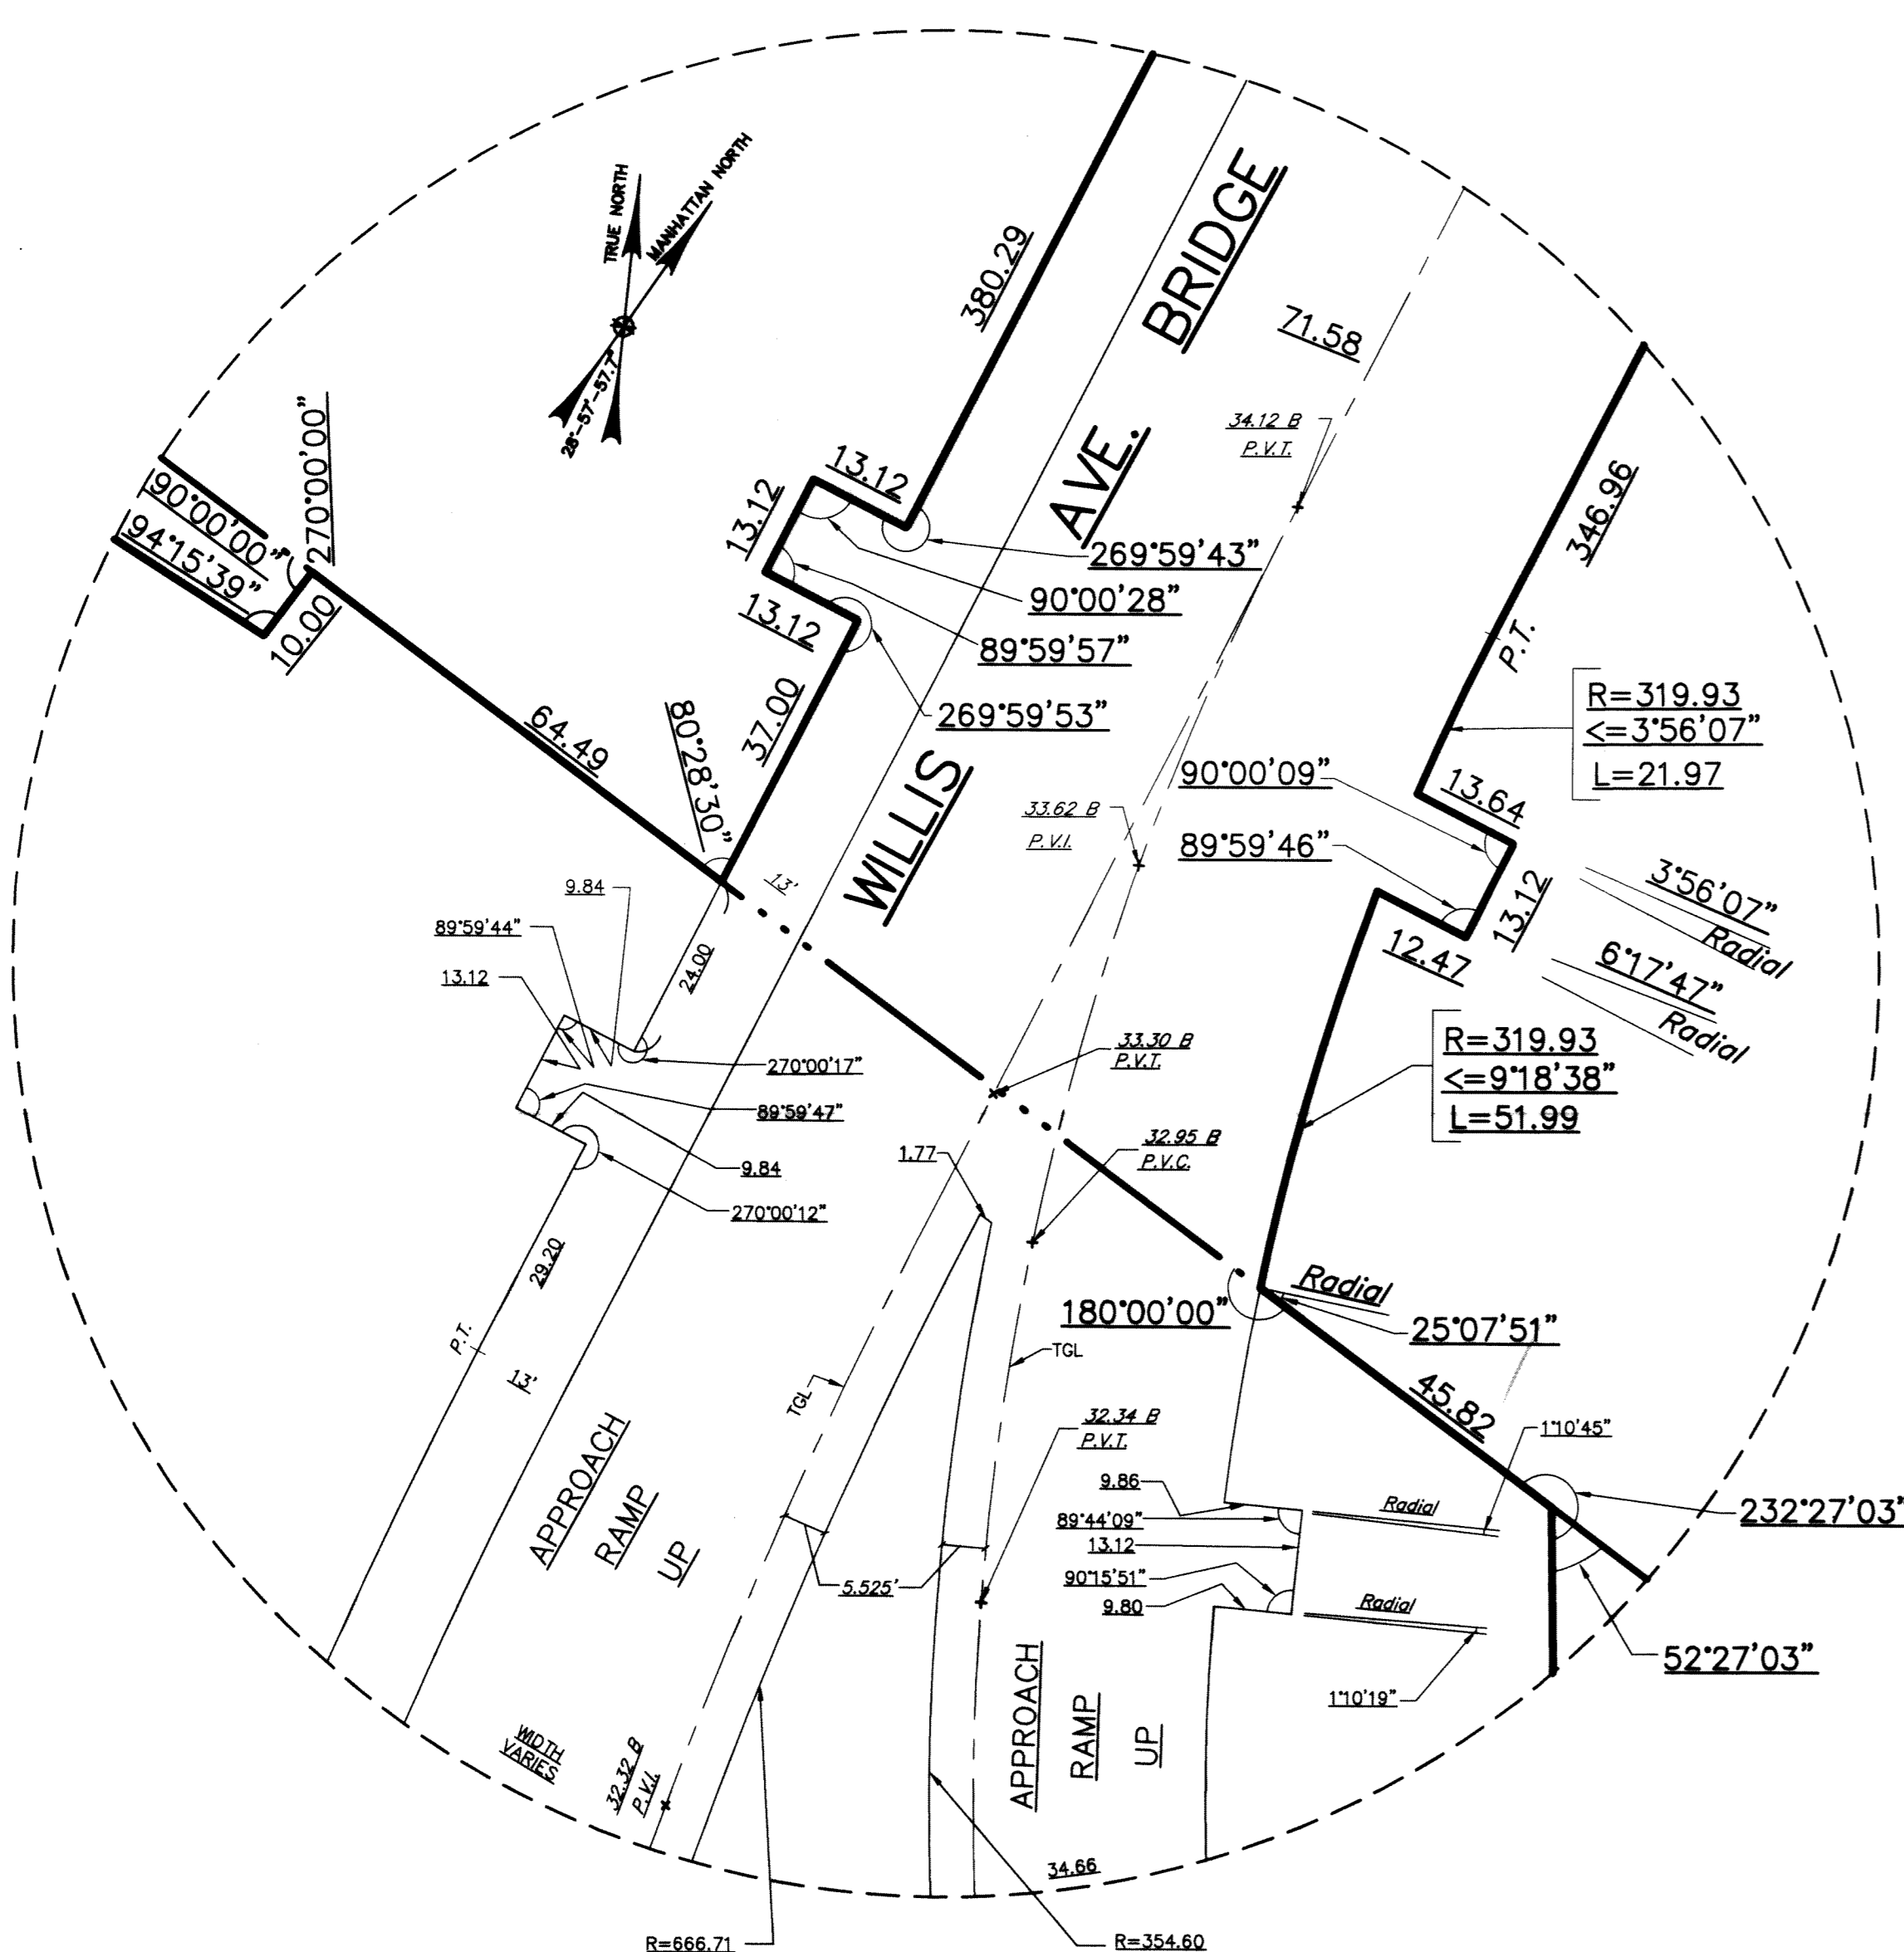 TRUE NORTH
MANHATTAN NORTH
28°-57'-57.7"
380.29
BRIDGE
71.58
34.12 B
P.V.T.
AVE.
13.12
13.12
269°59'43"
90°00'28"
89°59'57"
13.12
269°59'53"
37.00
270°00'00"
90°00'00"
94°15'39"
10.00
64.49
80°28'30"
346.96
P.T.
R=319.93
<=3°56'07"
L=21.97
WILLIS
90°00'09"
13.64
33.62 B
P.V.I.
89°59'46"
13.12
12.47
3°56'07"
Radial
6°17'47"
Radial
R=319.93
<=9°18'38"
L=51.99
13'
9.84
89°59'44"
13.12
24.00
270°00'17"
89°59'47"
9.84
270°00'12"
33.30 B
P.V.T.
32.95 B
P.V.C.
1.77
29.20
P.T.
13'
Radial
180°00'00"
25°07'51"
TGL
TGL
45.82
32.34 B
P.V.T.
1°10'45"
9.86
Radial
89°44'09"
13.12
90°15'51"
9.80
Radial
232°27'03"
52°27'03"
1°10'19"
APPROACH
RAMP
UP
5.525'
APPROACH
RAMP
UP
WIDTH
VARIES
32.32 B
P.V.I.
34.66
R=666.71
R=354.60